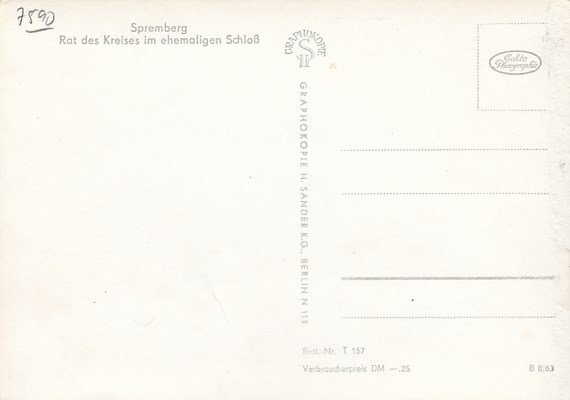 7590
Spremberg
Rat des Kreises im ehemaligen Schloß
GRAPHOKOPIE
H S
Echte
Photographie
GRAPHOKOPIE H. SANDER K.G., BERLIN N 113
Best.-Nr. T 157
Verbraucherpreis DM —.25
B 8/63